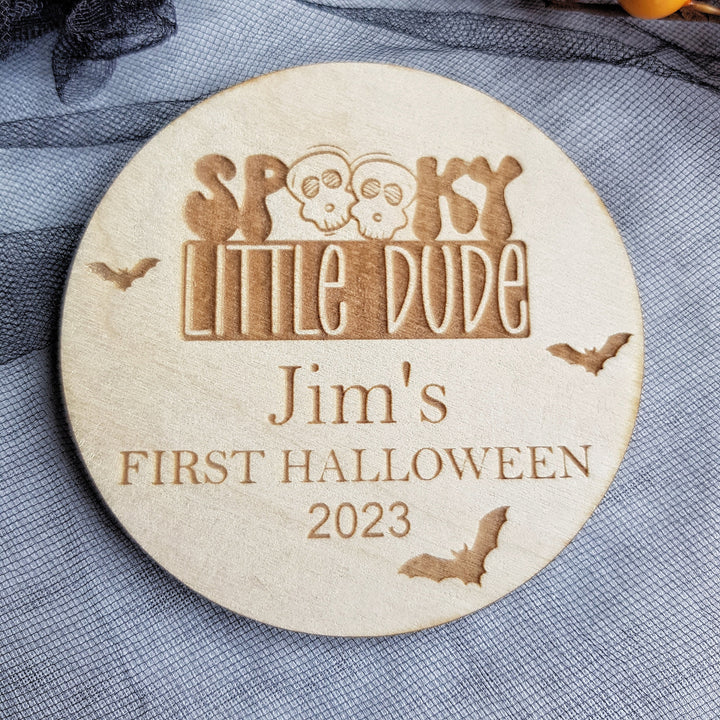 SPOOKY
LITTLE DUDE
Jim's
FIRST HALLOWEEN
2023